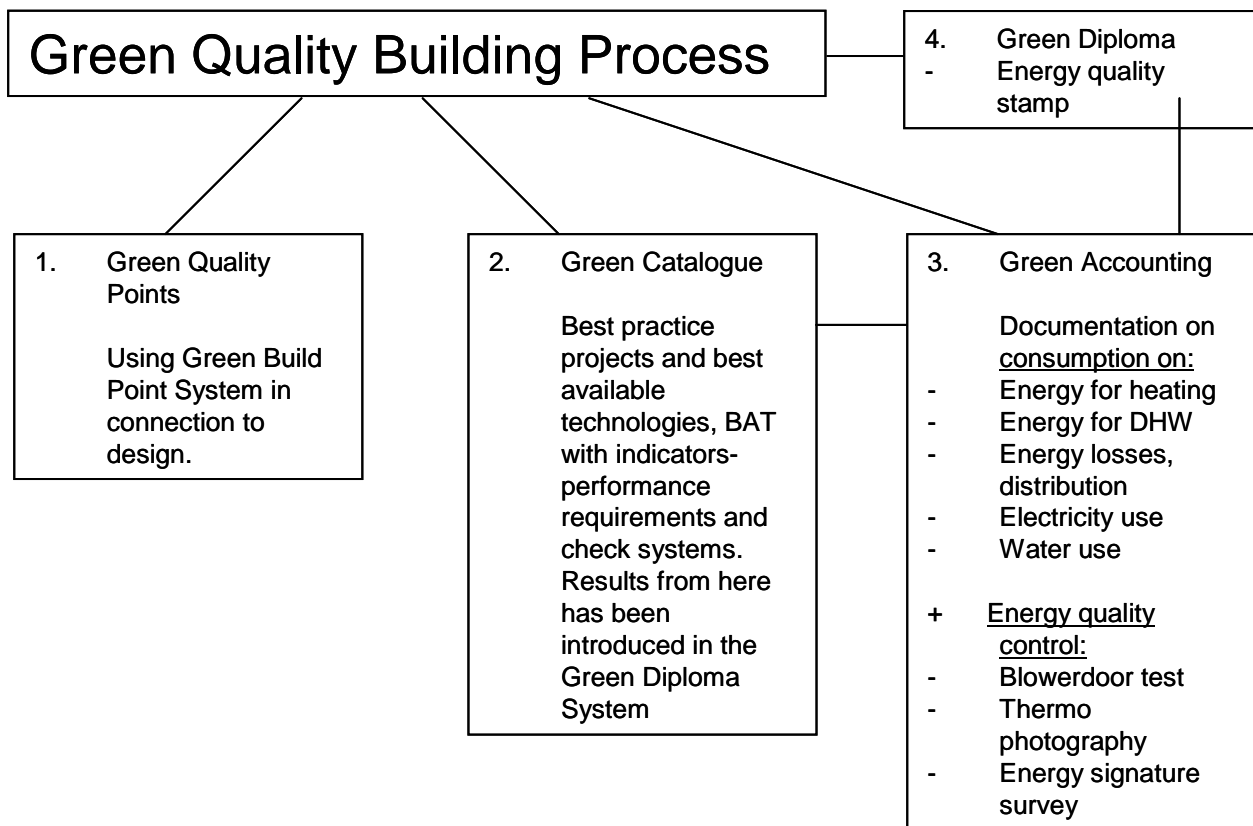 Green Quality Building Process
4. Green Diploma
- Energy quality
stamp
1. Green Quality
Points
Using Green Build
Point System in
connection to
design.
2. Green Catalogue
Best practice
projects and best
available
technologies, BAT
with indicators-
performance
requirements and
check systems.
Results from here
has been
introduced in the
Green Diploma
System
3. Green Accounting
Documentation on
consumption on:
- Energy for heating
- Energy for DHW
- Energy losses,
distribution
- Electricity use
- Water use
+ Energy quality
control:
- Blowerdoor test
- Thermo
photography
- Energy signature
survey